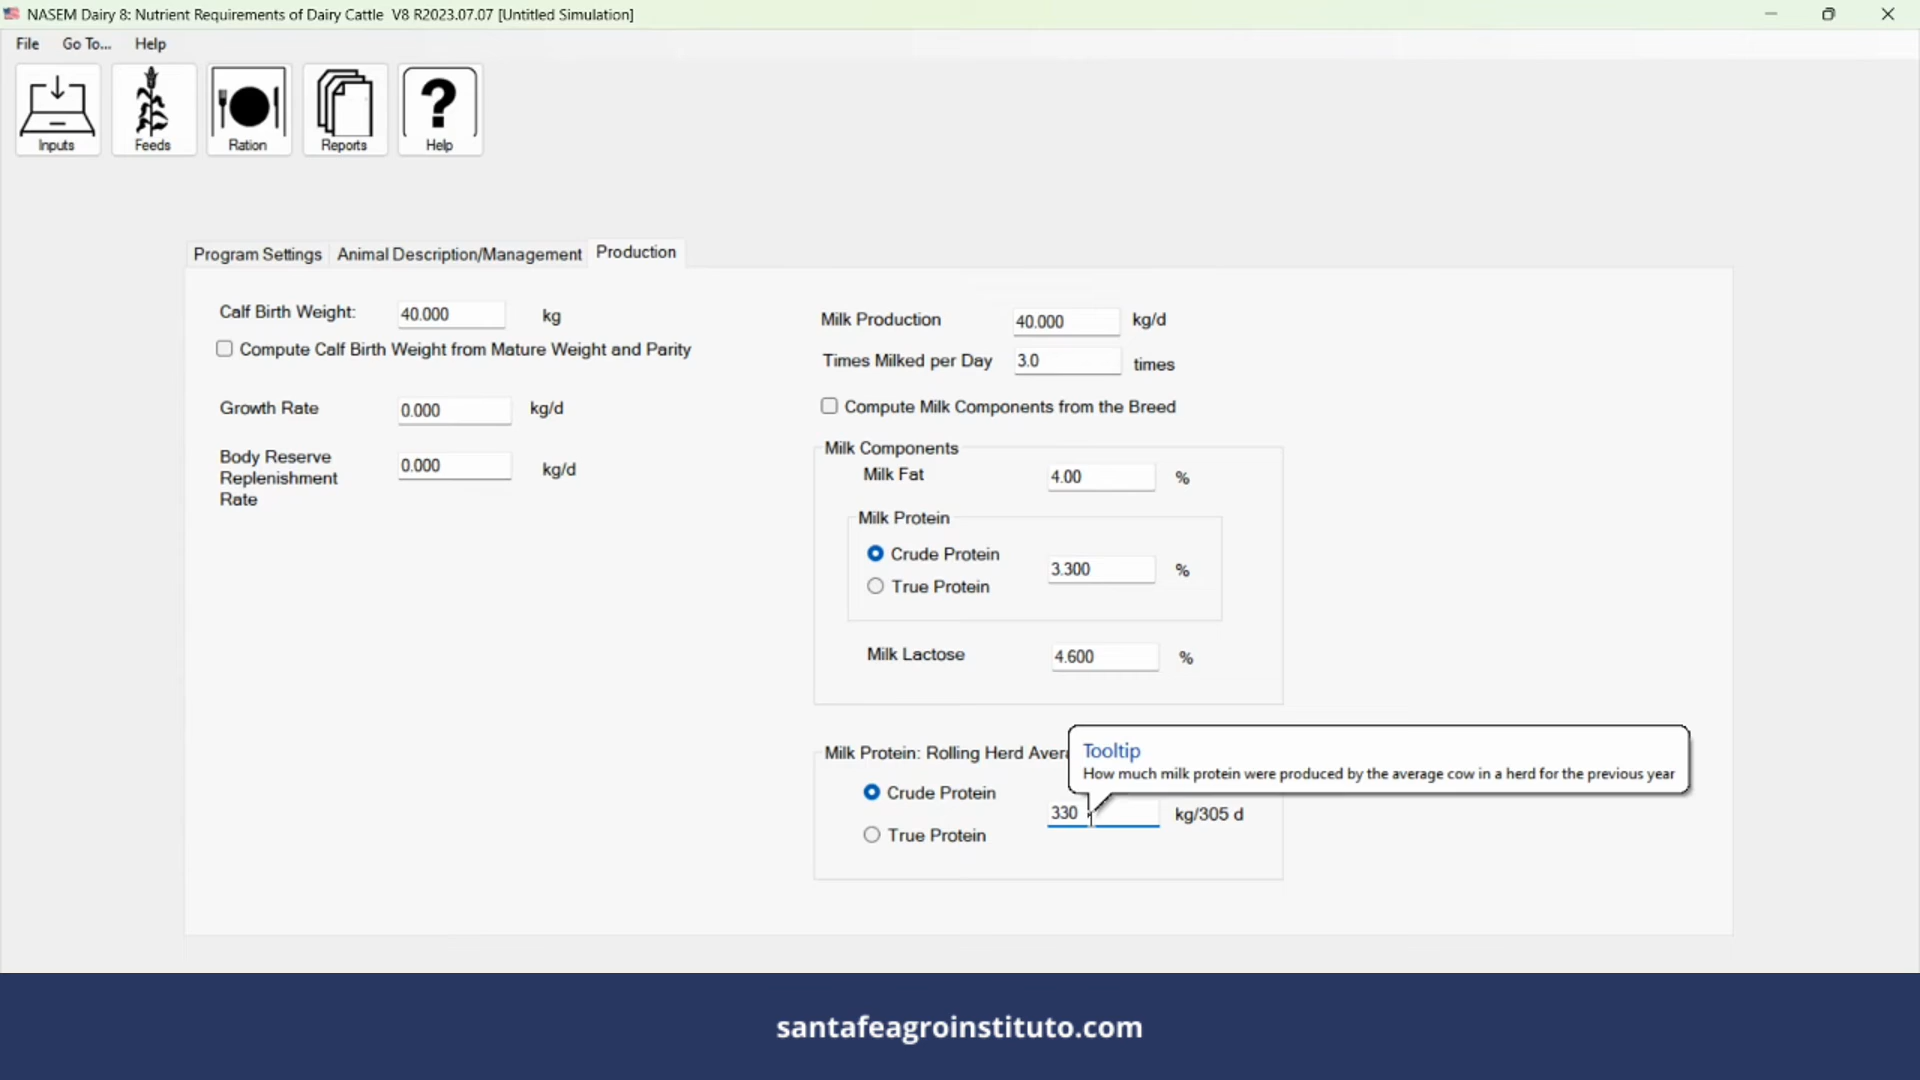 NASEM Dairy 8: Nutrient Requirements of Dairy Cattle V8 R2023.07.07 [Untitled Simulation]
File Go To... Help
Inputs Feeds Ration Reports Help
Program Settings Animal Description/Management Production
Calf Birth Weight: 40.000 kg
Compute Calf Birth Weight from Mature Weight and Parity
Growth Rate 0.000 kg/d
Body Reserve
Replenishment
Rate
0.000 kg/d
Milk Production 40.000 kg/d
Times Milked per Day 3.0 times
Compute Milk Components from the Breed
Milk Components
Milk Fat 4.00 %
Milk Protein
Crude Protein
True Protein
3.300 %
Milk Lactose 4.600 %
Milk Protein: Rolling Herd
Tooltip
How much milk protein were produced by the average cow in a herd for the previous year
Crude Protein
True Protein
330 kg/305 d
santafeagroinstituto.com